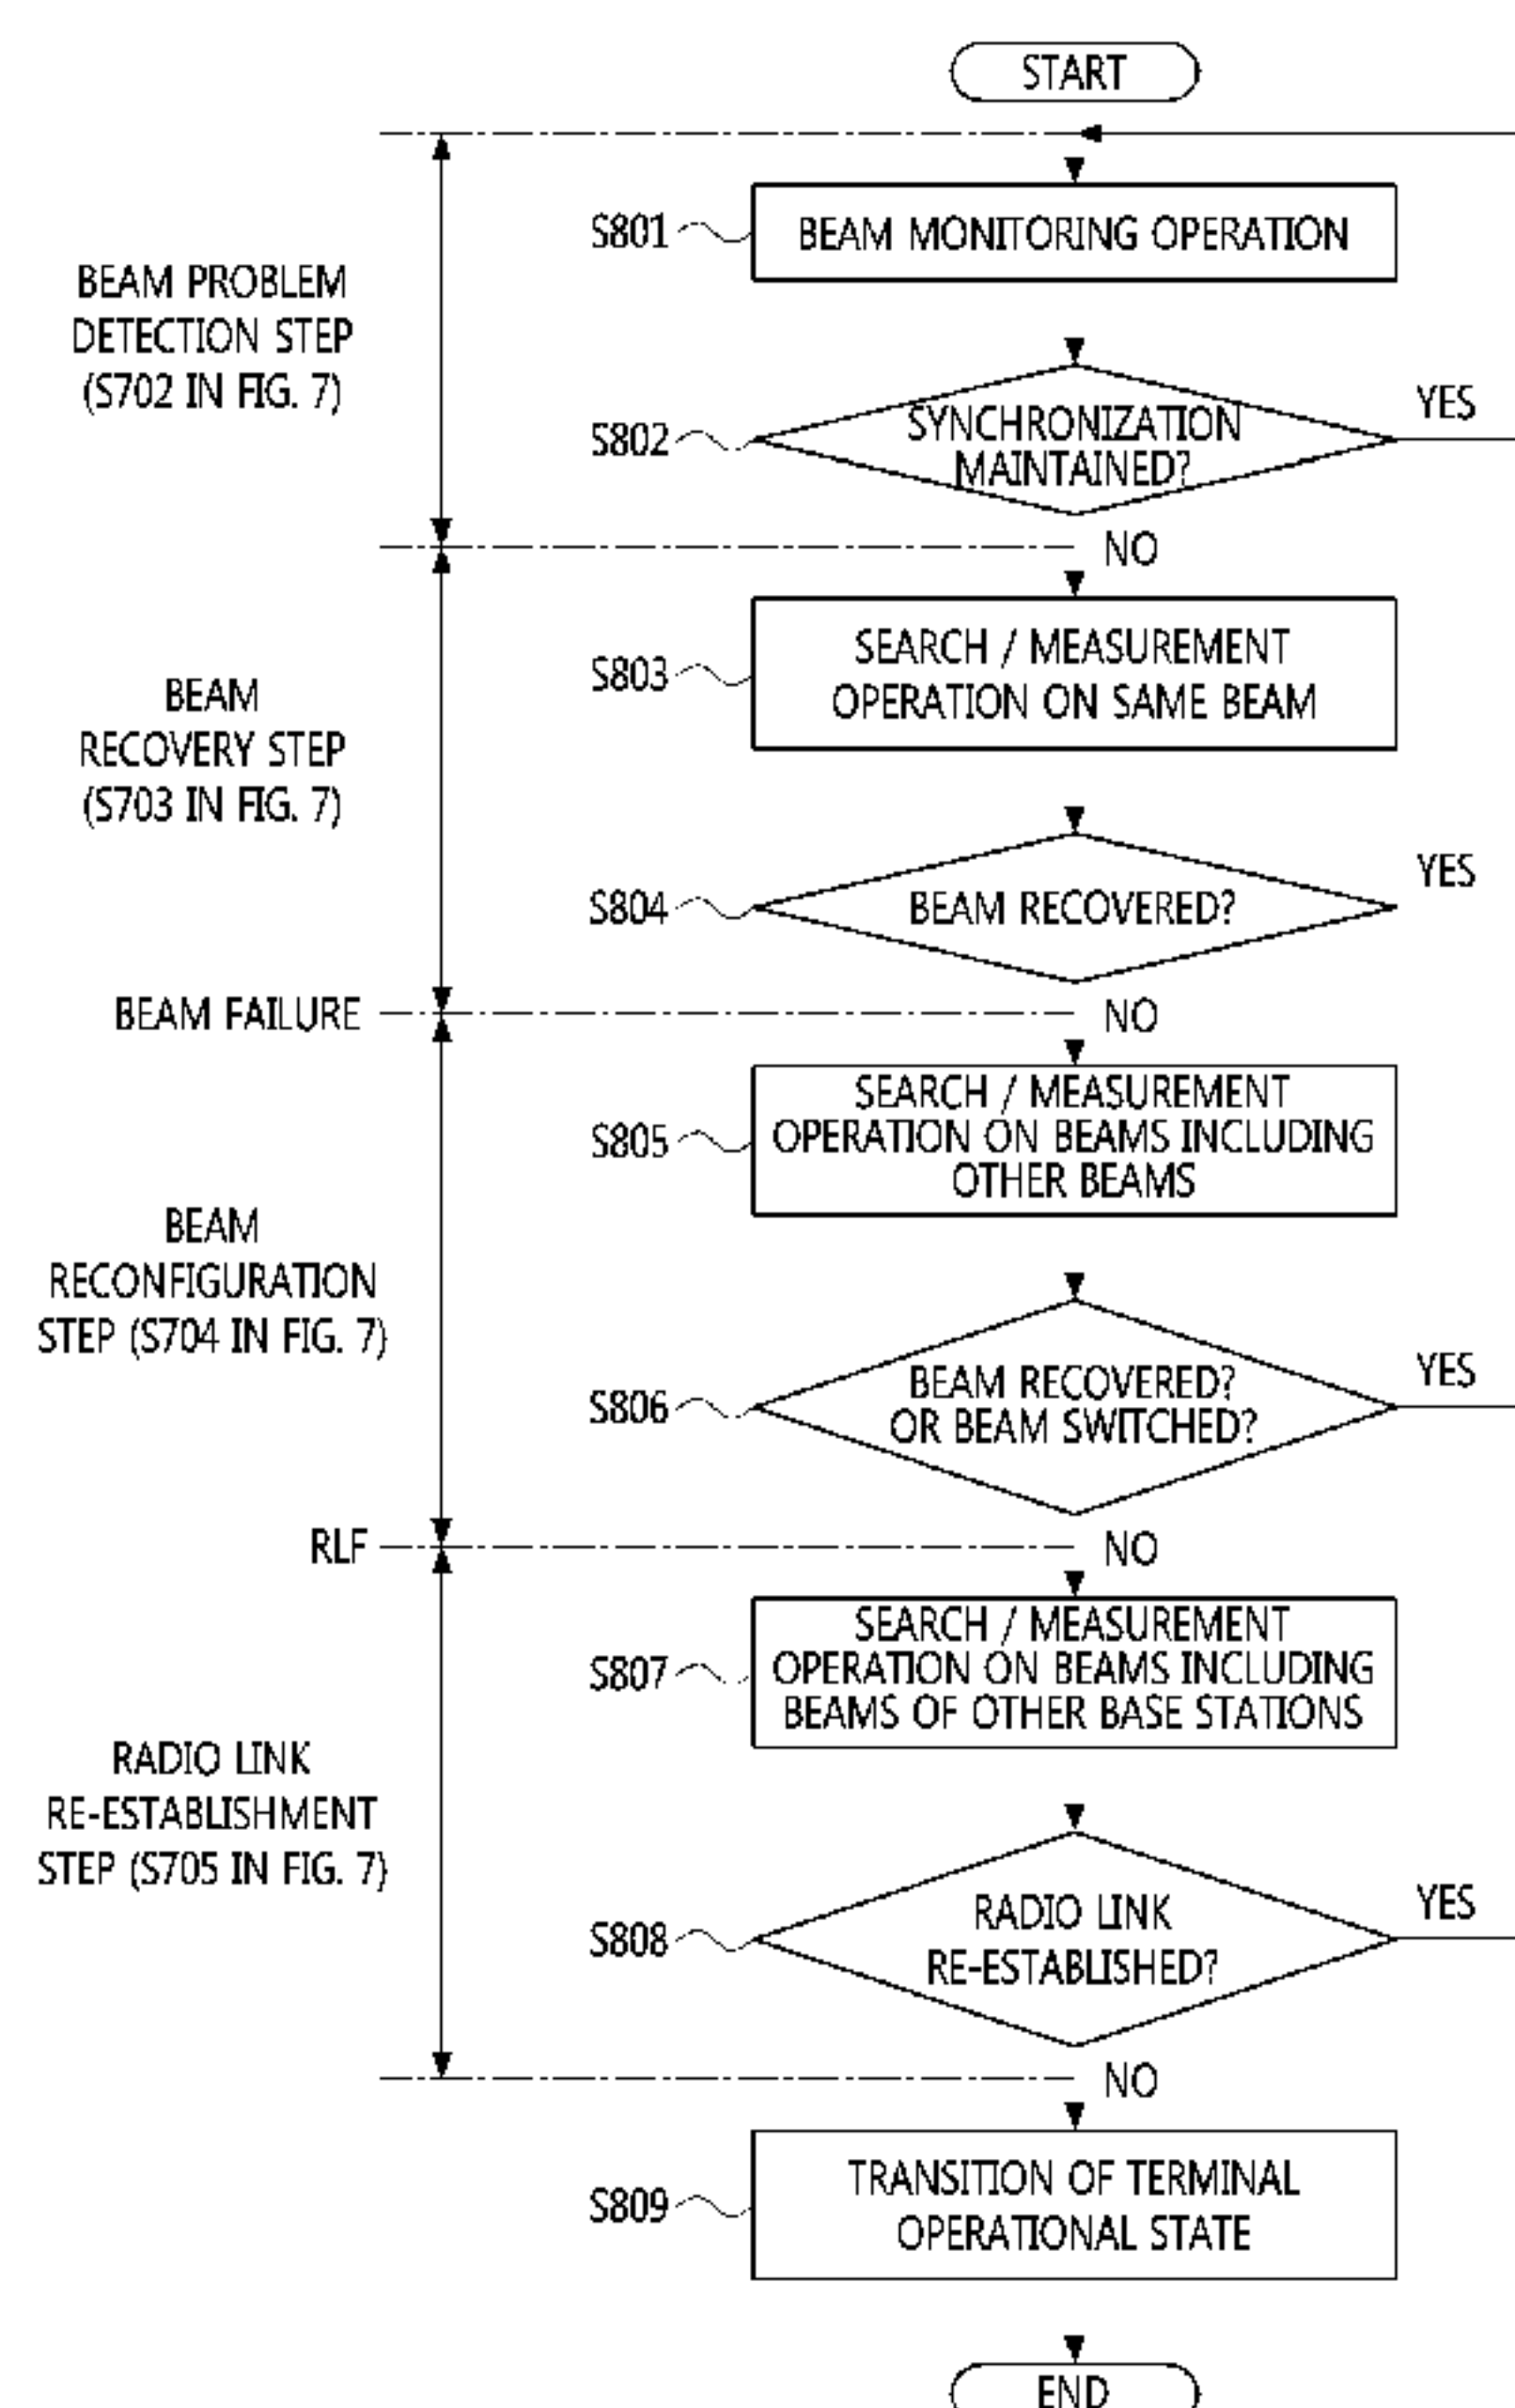 START
S801
BEAM MONITORING OPERATION
BEAM PROBLEM
DETECTION STEP
(S702 IN FIG. 7)
S802
SYNCHRONIZATION
MAINTAINED?
YES
NO
S803
SEARCH / MEASUREMENT
OPERATION ON SAME BEAM
BEAM
RECOVERY STEP
(S703 IN FIG. 7)
S804
BEAM RECOVERED?
YES
BEAM FAILURE
NO
S805
SEARCH / MEASUREMENT
OPERATION ON BEAMS INCLUDING
OTHER BEAMS
BEAM
RECONFIGURATION
STEP (S704 IN FIG. 7)
S806
BEAM RECOVERED?
OR BEAM SWITCHED?
YES
RLF
NO
S807
SEARCH / MEASUREMENT
OPERATION ON BEAMS INCLUDING
BEAMS OF OTHER BASE STATIONS
RADIO LINK
RE-ESTABLISHMENT
STEP (S705 IN FIG. 7)
S808
RADIO LINK
RE-ESTABLISHED?
YES
NO
S809
TRANSITION OF TERMINAL
OPERATIONAL STATE
END